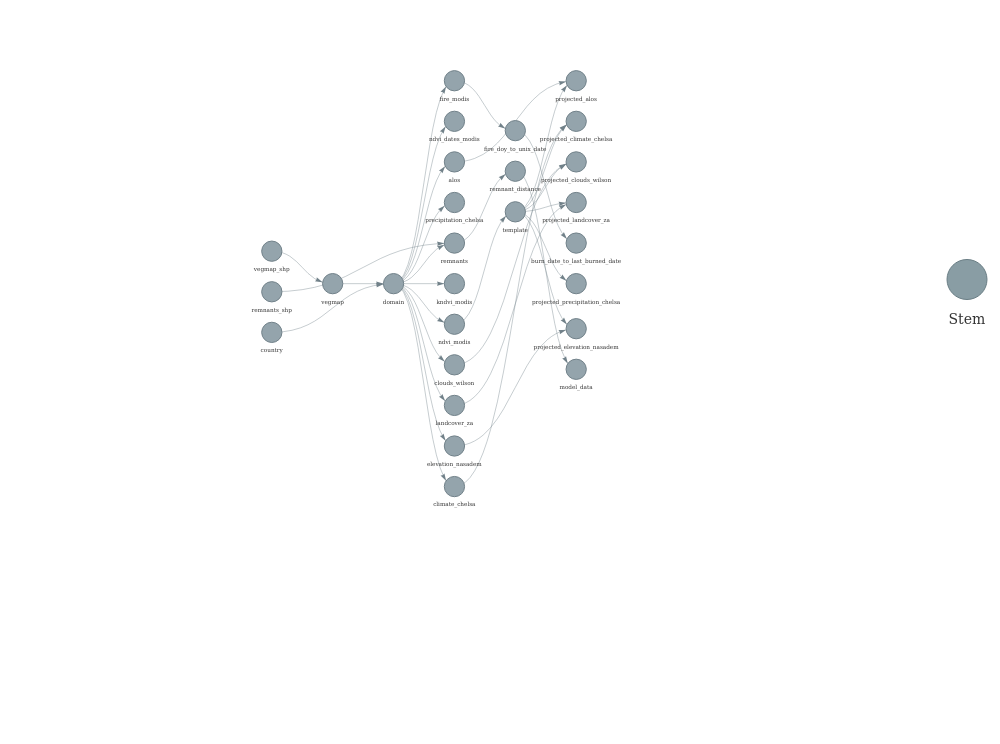 vegmap_shp
remnants_shp
country
vegmap
domain
fire_modis
ndvi_dates_modis
alos
precipitation_chelsa
remnants
kndvi_modis
ndvi_modis
clouds_wilson
landcover_za
elevation_nasadem
climate_chelsa
fire_doy_to_unix_date
remnant_distance
template
projected_alos
projected_climate_chelsa
projected_clouds_wilson
projected_landcover_za
burn_date_to_last_burned_date
projected_precipitation_chelsa
projected_elevation_nasadem
model_data
Stem